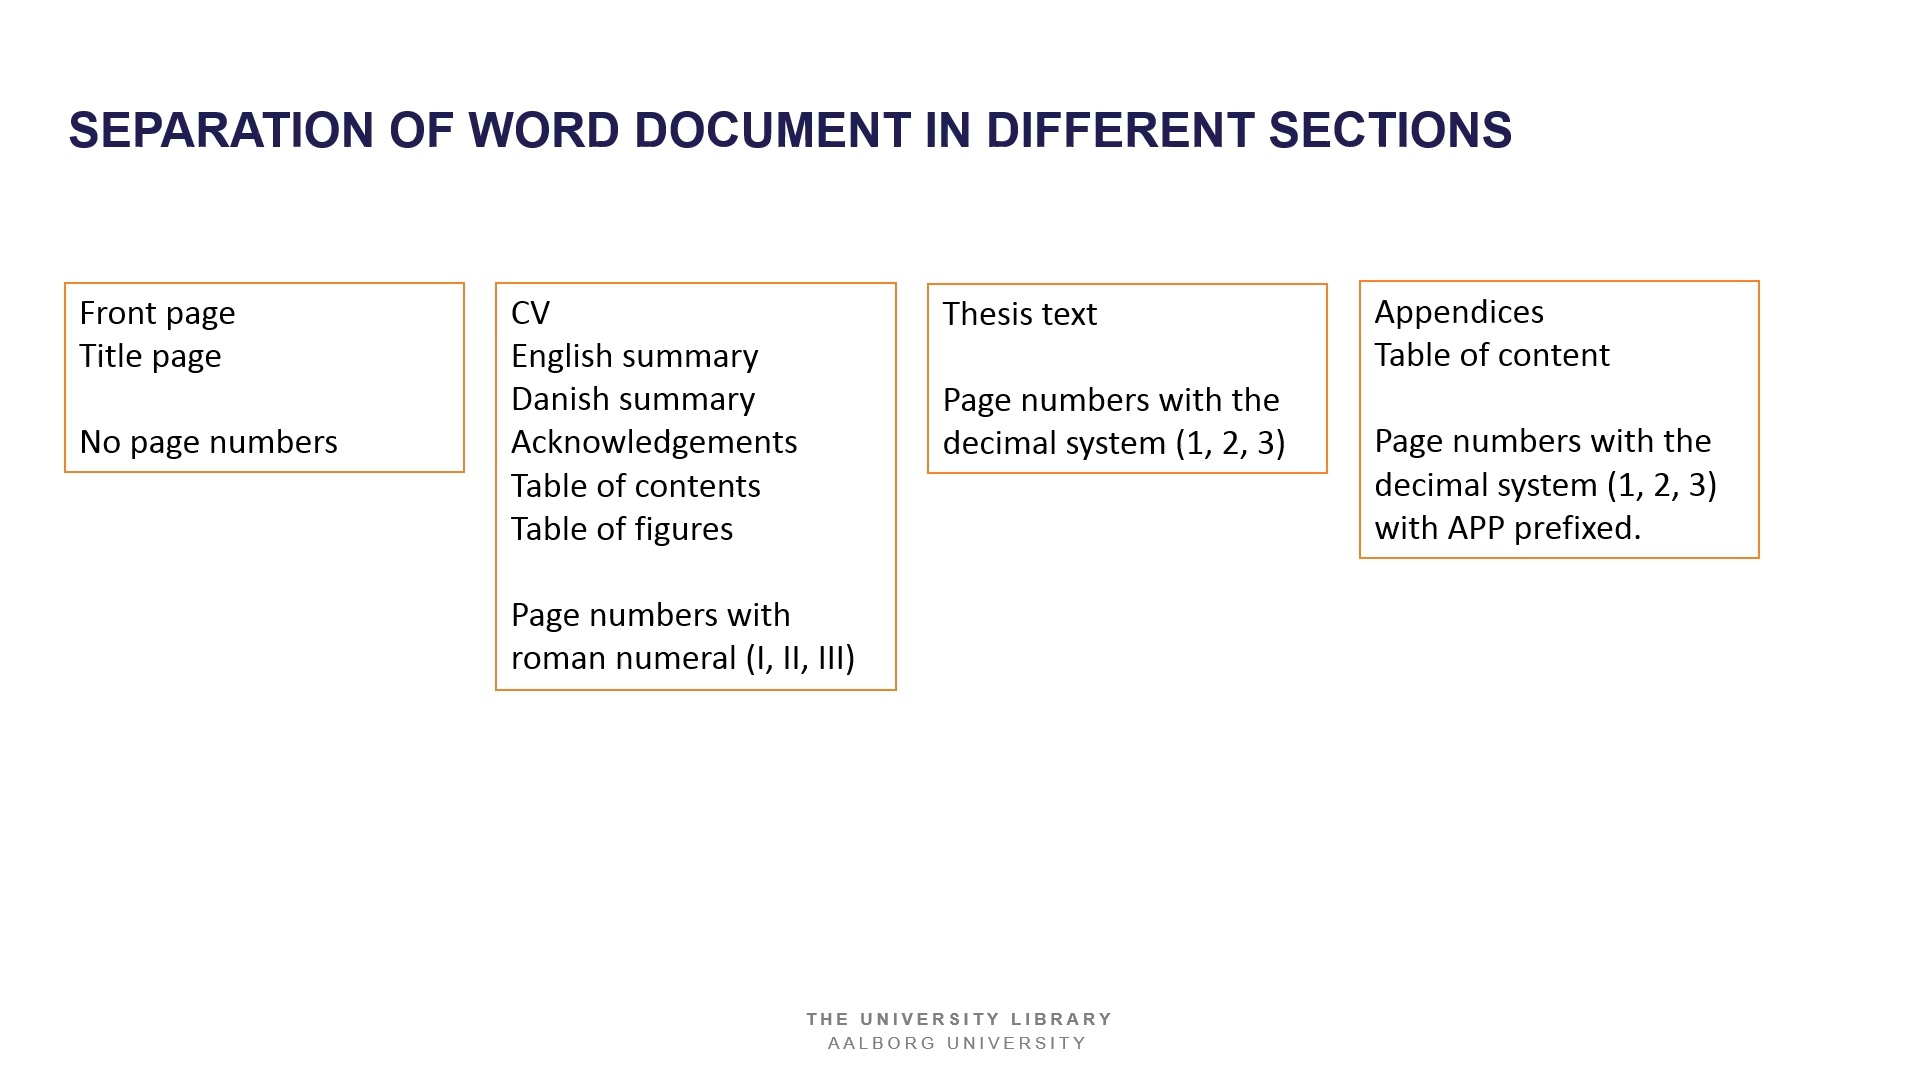 SEPARATION OF WORD DOCUMENT IN DIFFERENT SECTIONS
Front page
Title page
No page numbers
CV
English summary
Danish summary
Acknowledgements
Table of contents
Table of figures
Page numbers with
roman numeral (I, II, III)
Thesis text
Page numbers with the
decimal system (1, 2, 3)
Appendices
Table of content
Page numbers with the
decimal system (1, 2, 3)
with APP prefixed.
THE UNIVERSITY LIBRARY
AALBORG UNIVERSITY